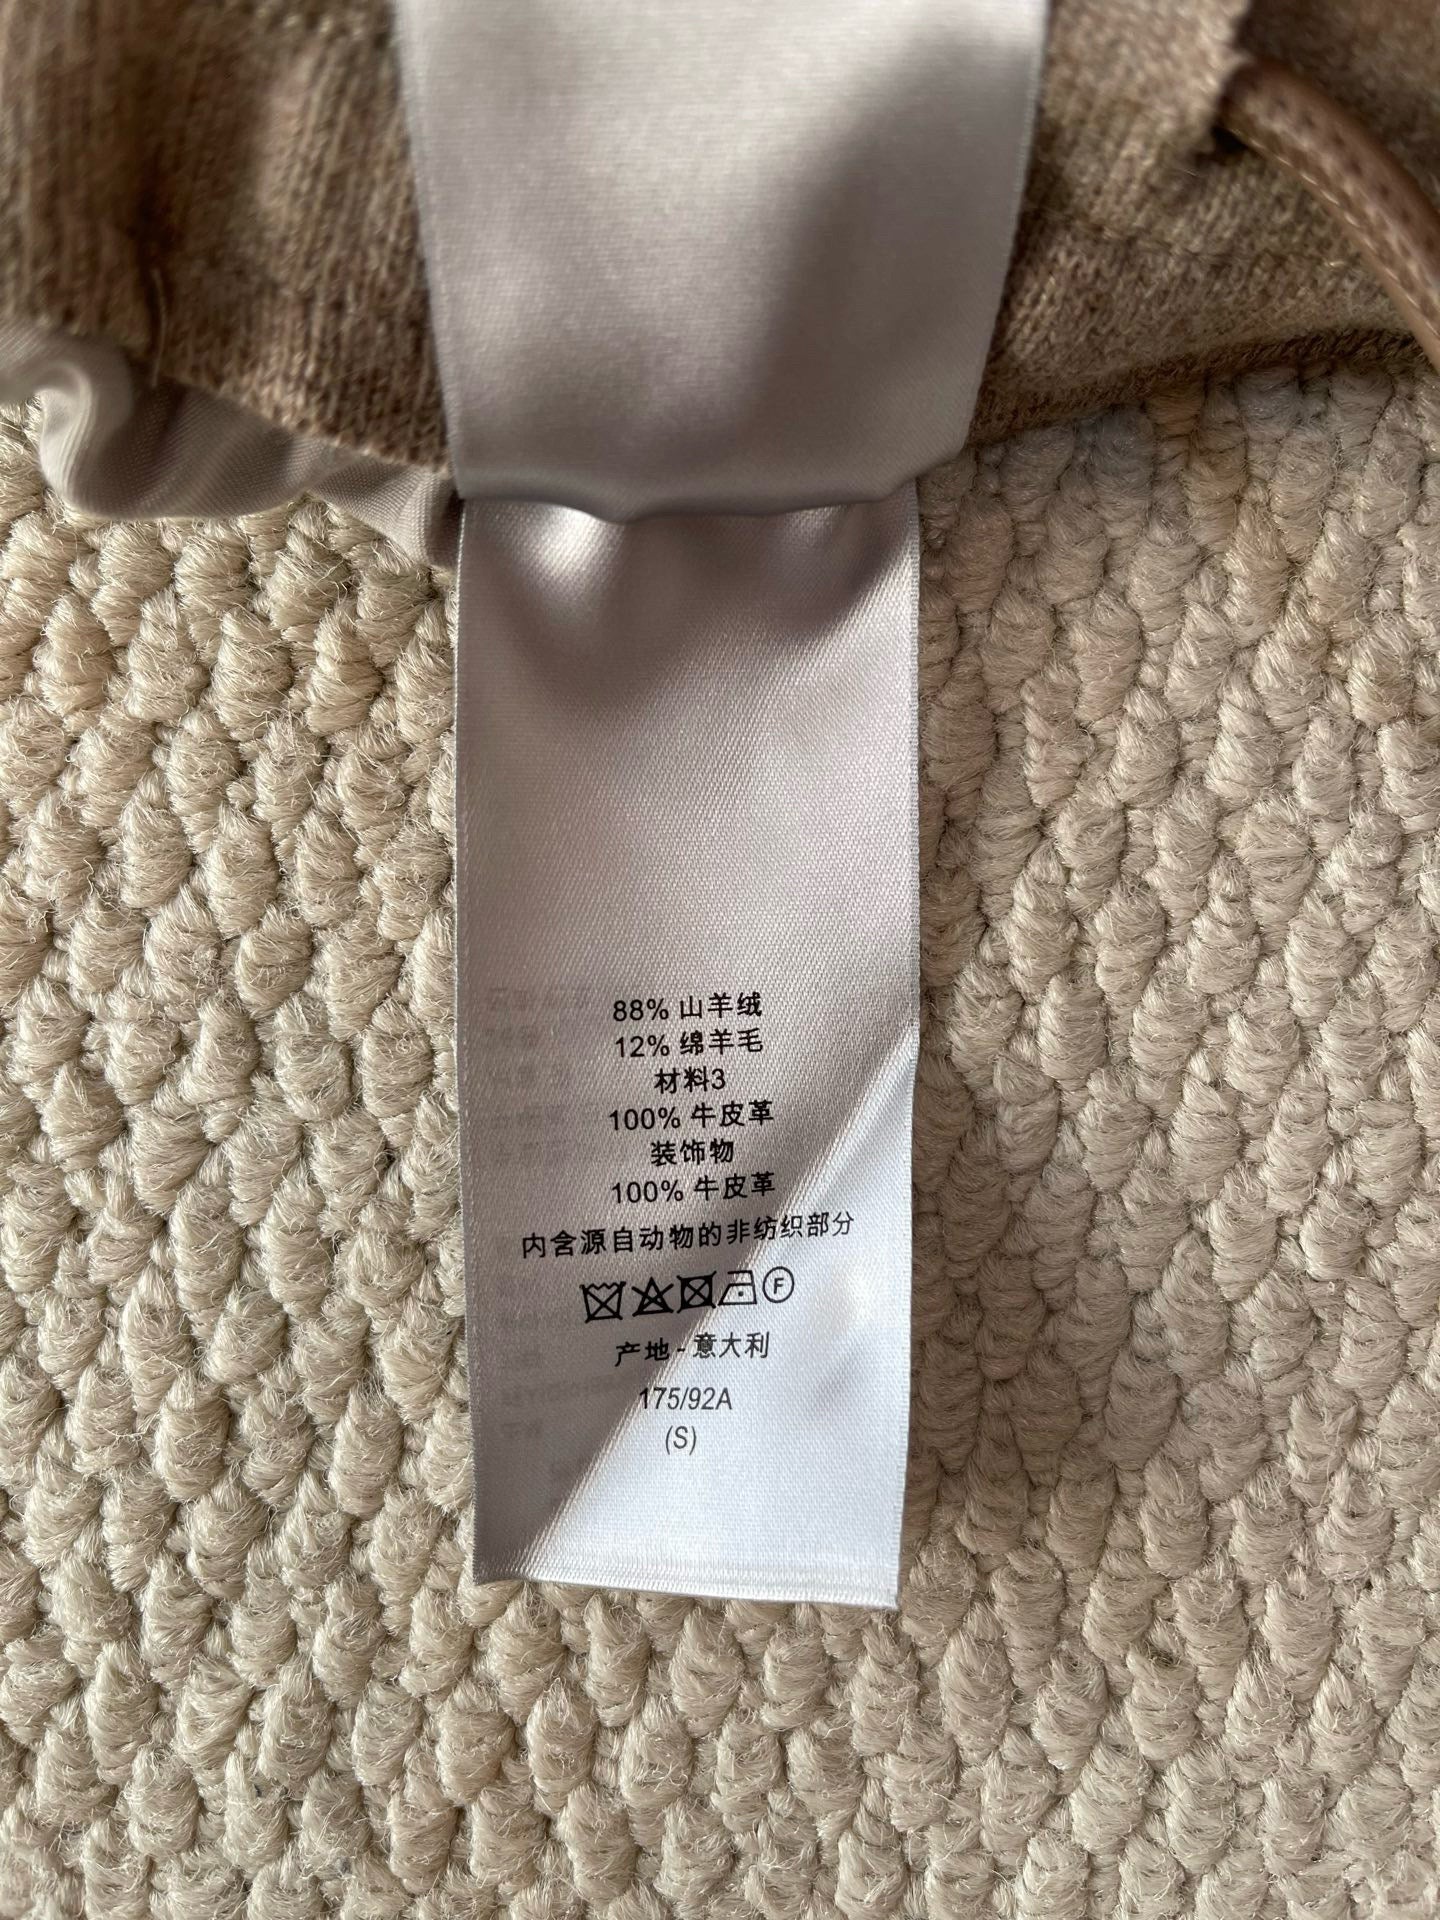 88% 山羊绒
12% 绵羊毛
材料3
100% 牛皮革
装饰物
100% 牛皮革
内含源自动物的非纺织部分
F
产地 - 意大利
175/92A
(S)